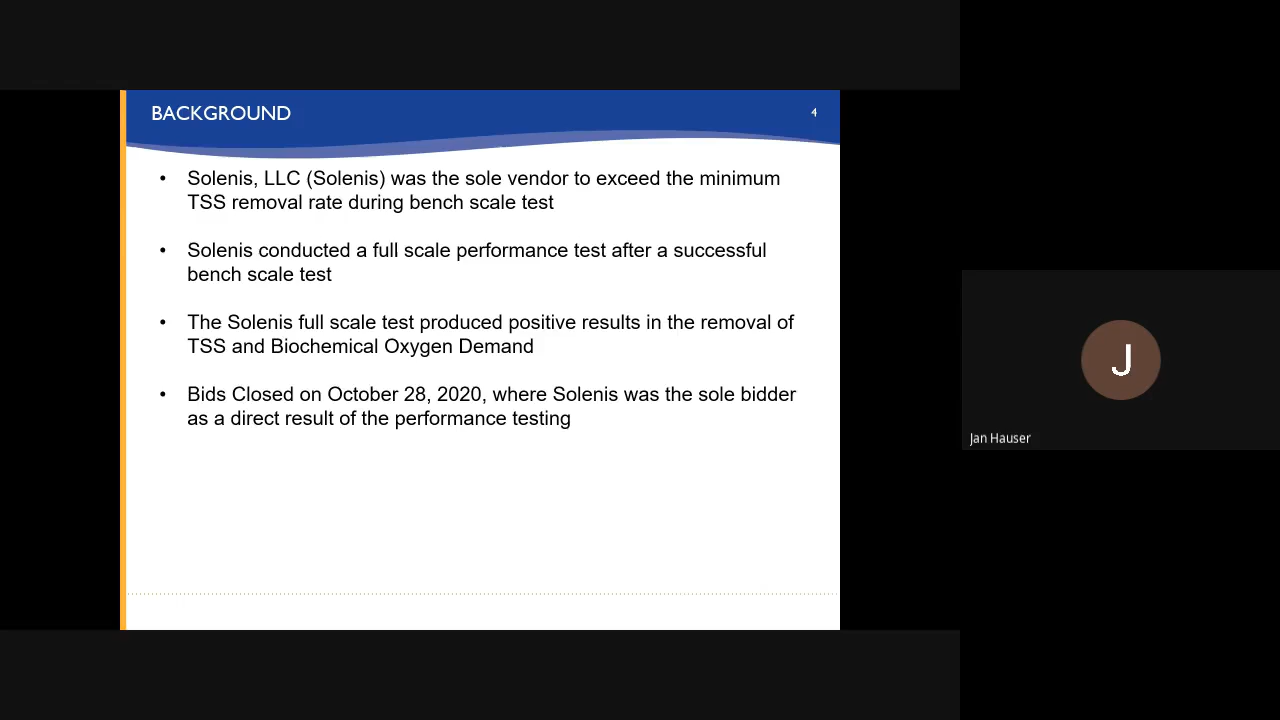 BACKGROUND
4
• Solenis, LLC (Solenis) was the sole vendor to exceed the minimum
TSS removal rate during bench scale test
• Solenis conducted a full scale performance test after a successful
bench scale test
• The Solenis full scale test produced positive results in the removal of
TSS and Biochemical Oxygen Demand
• Bids Closed on October 28, 2020, where Solenis was the sole bidder
as a direct result of the performance testing
J
Jan Hauser